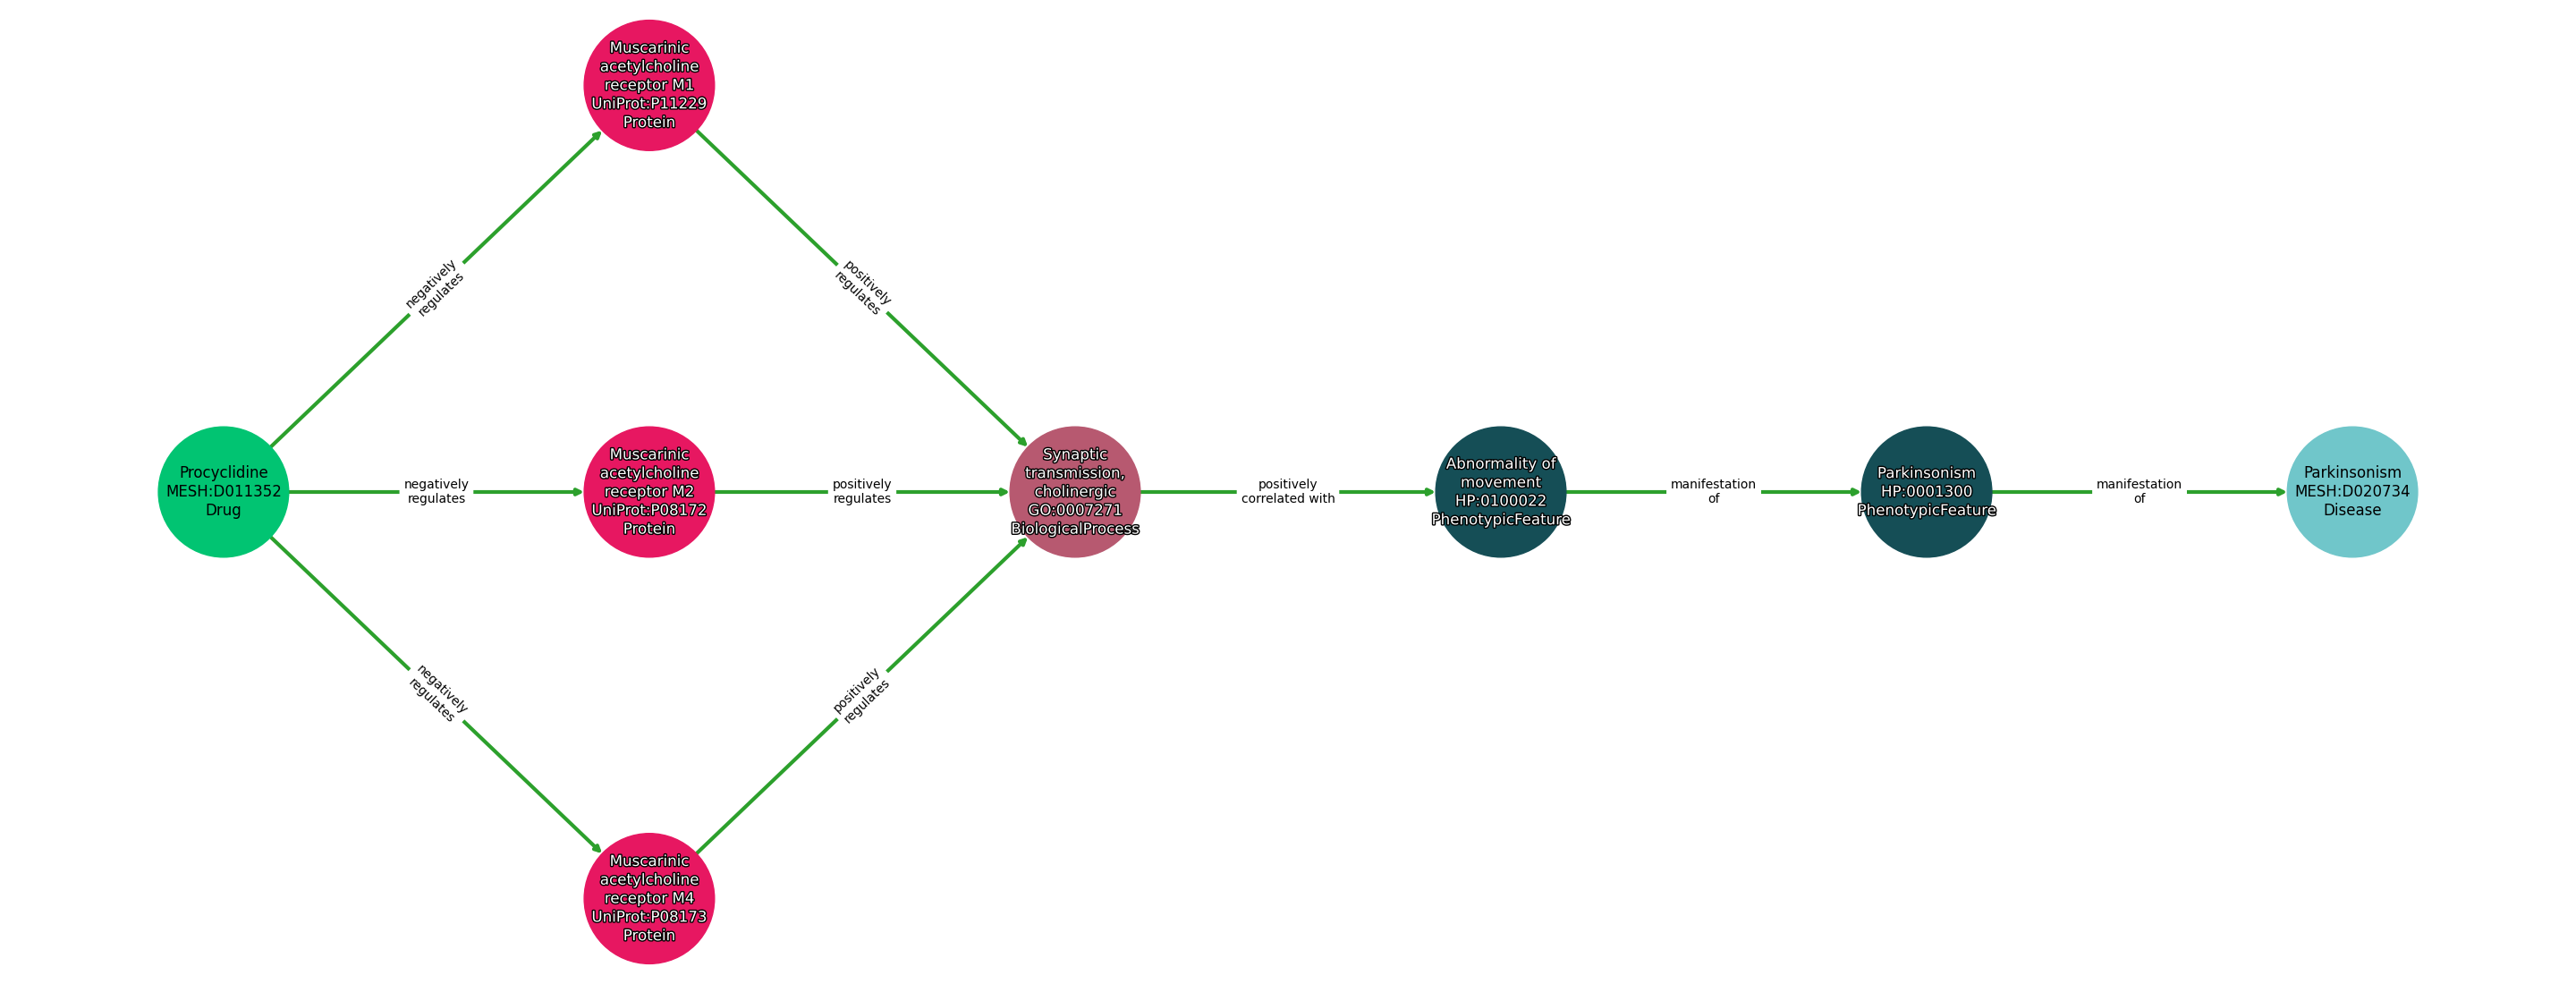 Muscarinic
acetylcholine
receptor M1
UniProt:P11229
Protein
negatively
regulates
positively
regulates
Procyclidine
MESH:D011352
Drug
negatively
regulates
Muscarinic
acetylcholine
receptor M2
UniProt:P08172
Protein
positively
regulates
Synaptic
transmission,
cholinergic
GO:0007271
BiologicalProcess
positively
correlated with
Abnormality of
movement
HP:0100022
PhenotypicFeature
manifestation
of
Parkinsonism
HP:0001300
PhenotypicFeature
manifestation
of
Parkinsonism
MESH:D020734
Disease
negatively
regulates
positively
regulates
Muscarinic
acetylcholine
receptor M4
UniProt:P08173
Protein